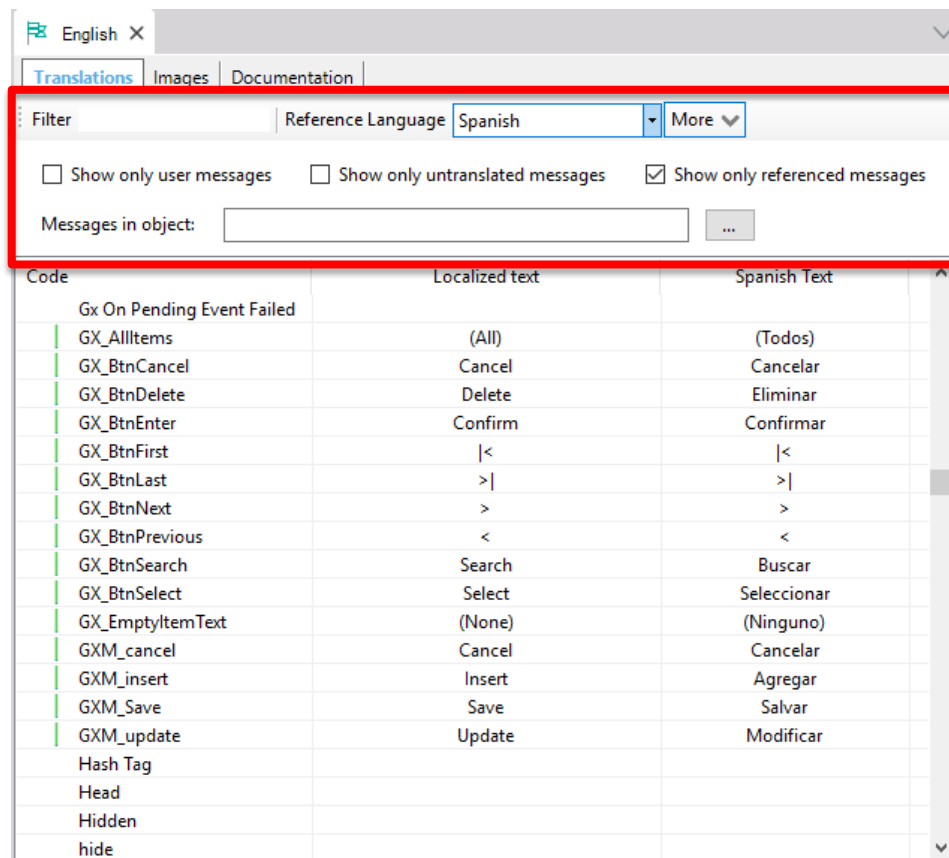 English
Translations Images Documentation
Filter Reference Language Spanish More
Show only user messages Show only untranslated messages Show only referenced messages
Messages in object: ...
Code Localized text Spanish Text
Gx On Pending Event Failed
GX_AllItems (All) (Todos)
GX_BtnCancel Cancel Cancelar
GX_BtnDelete Delete Eliminar
GX_BtnEnter Confirm Confirmar
GX_BtnFirst |< |<
GX_BtnLast >| >|
GX_BtnNext > >
GX_BtnPrevious < <
GX_BtnSearch Search Buscar
GX_BtnSelect Select Seleccionar
GX_EmptyItemText (None) (Ninguno)
GXM_cancel Cancel Cancelar
GXM_insert Insert Agregar
GXM_Save Save Salvar
GXM_update Update Modificar
Hash Tag
Head
Hidden
hide